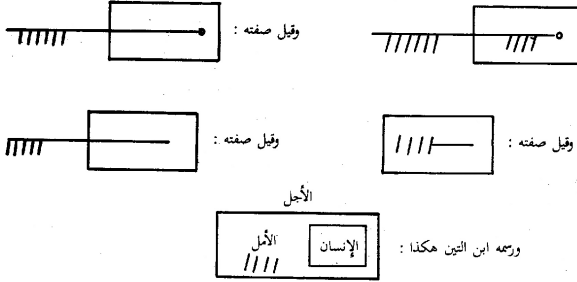 وقيل صفته :
وقيل صفته :
وقيل صفته :
الأجل
ورسمه ابن التين هكذا :
الإنسان
الأمل